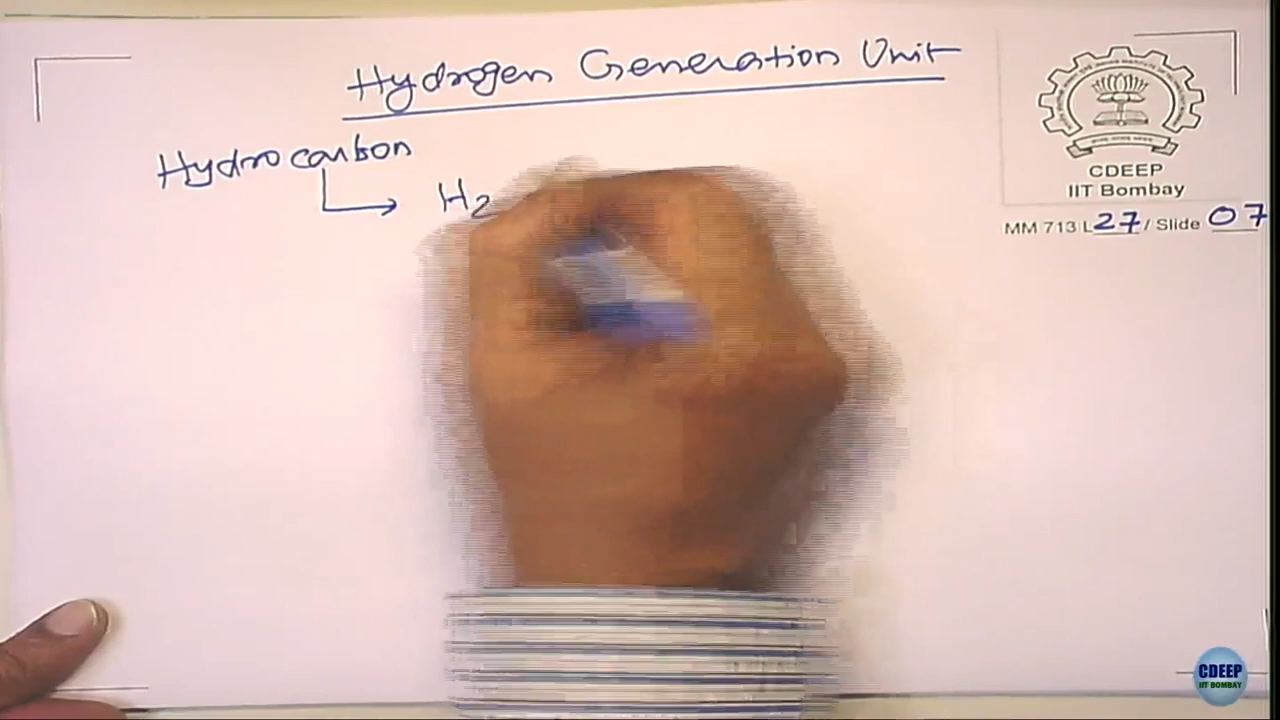 Hydrogen Generation Unit
Hydrocarbon
H2
CDEEP
IIT Bombay
MM 713 L27 / Slide 07
CDEEP
IIT BOMBAY